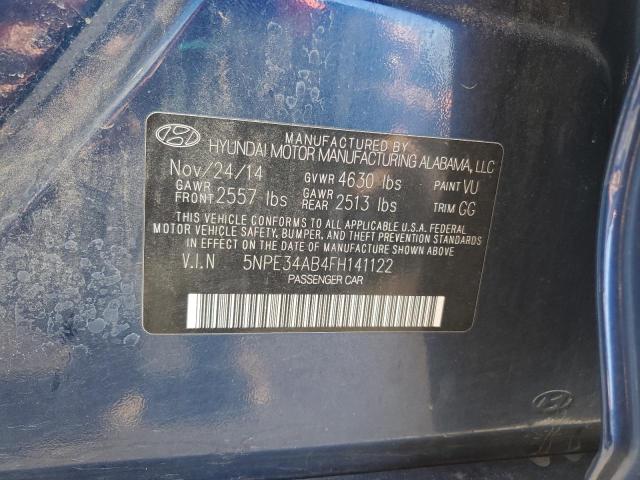 MANUFACTURED BY
HYUNDAI MOTOR MANUFACTURING ALABAMA, LLC
Nov/24/14 GVWR 4630 lbs PAINT VU
GAWR FRONT 2557 lbs GAWR REAR 2513 lbs TRIM GG
THIS VEHICLE CONFORMS TO ALL APPLICABLE U.S.A. FEDERAL
MOTOR VEHICLE SAFETY, BUMPER, AND THEFT PREVENTION STANDARDS
IN EFFECT ON THE DATE OF MANUFACTURE SHOWN ABOVE
V.I.N 5NPE34AB4FH141122
PASSENGER CAR